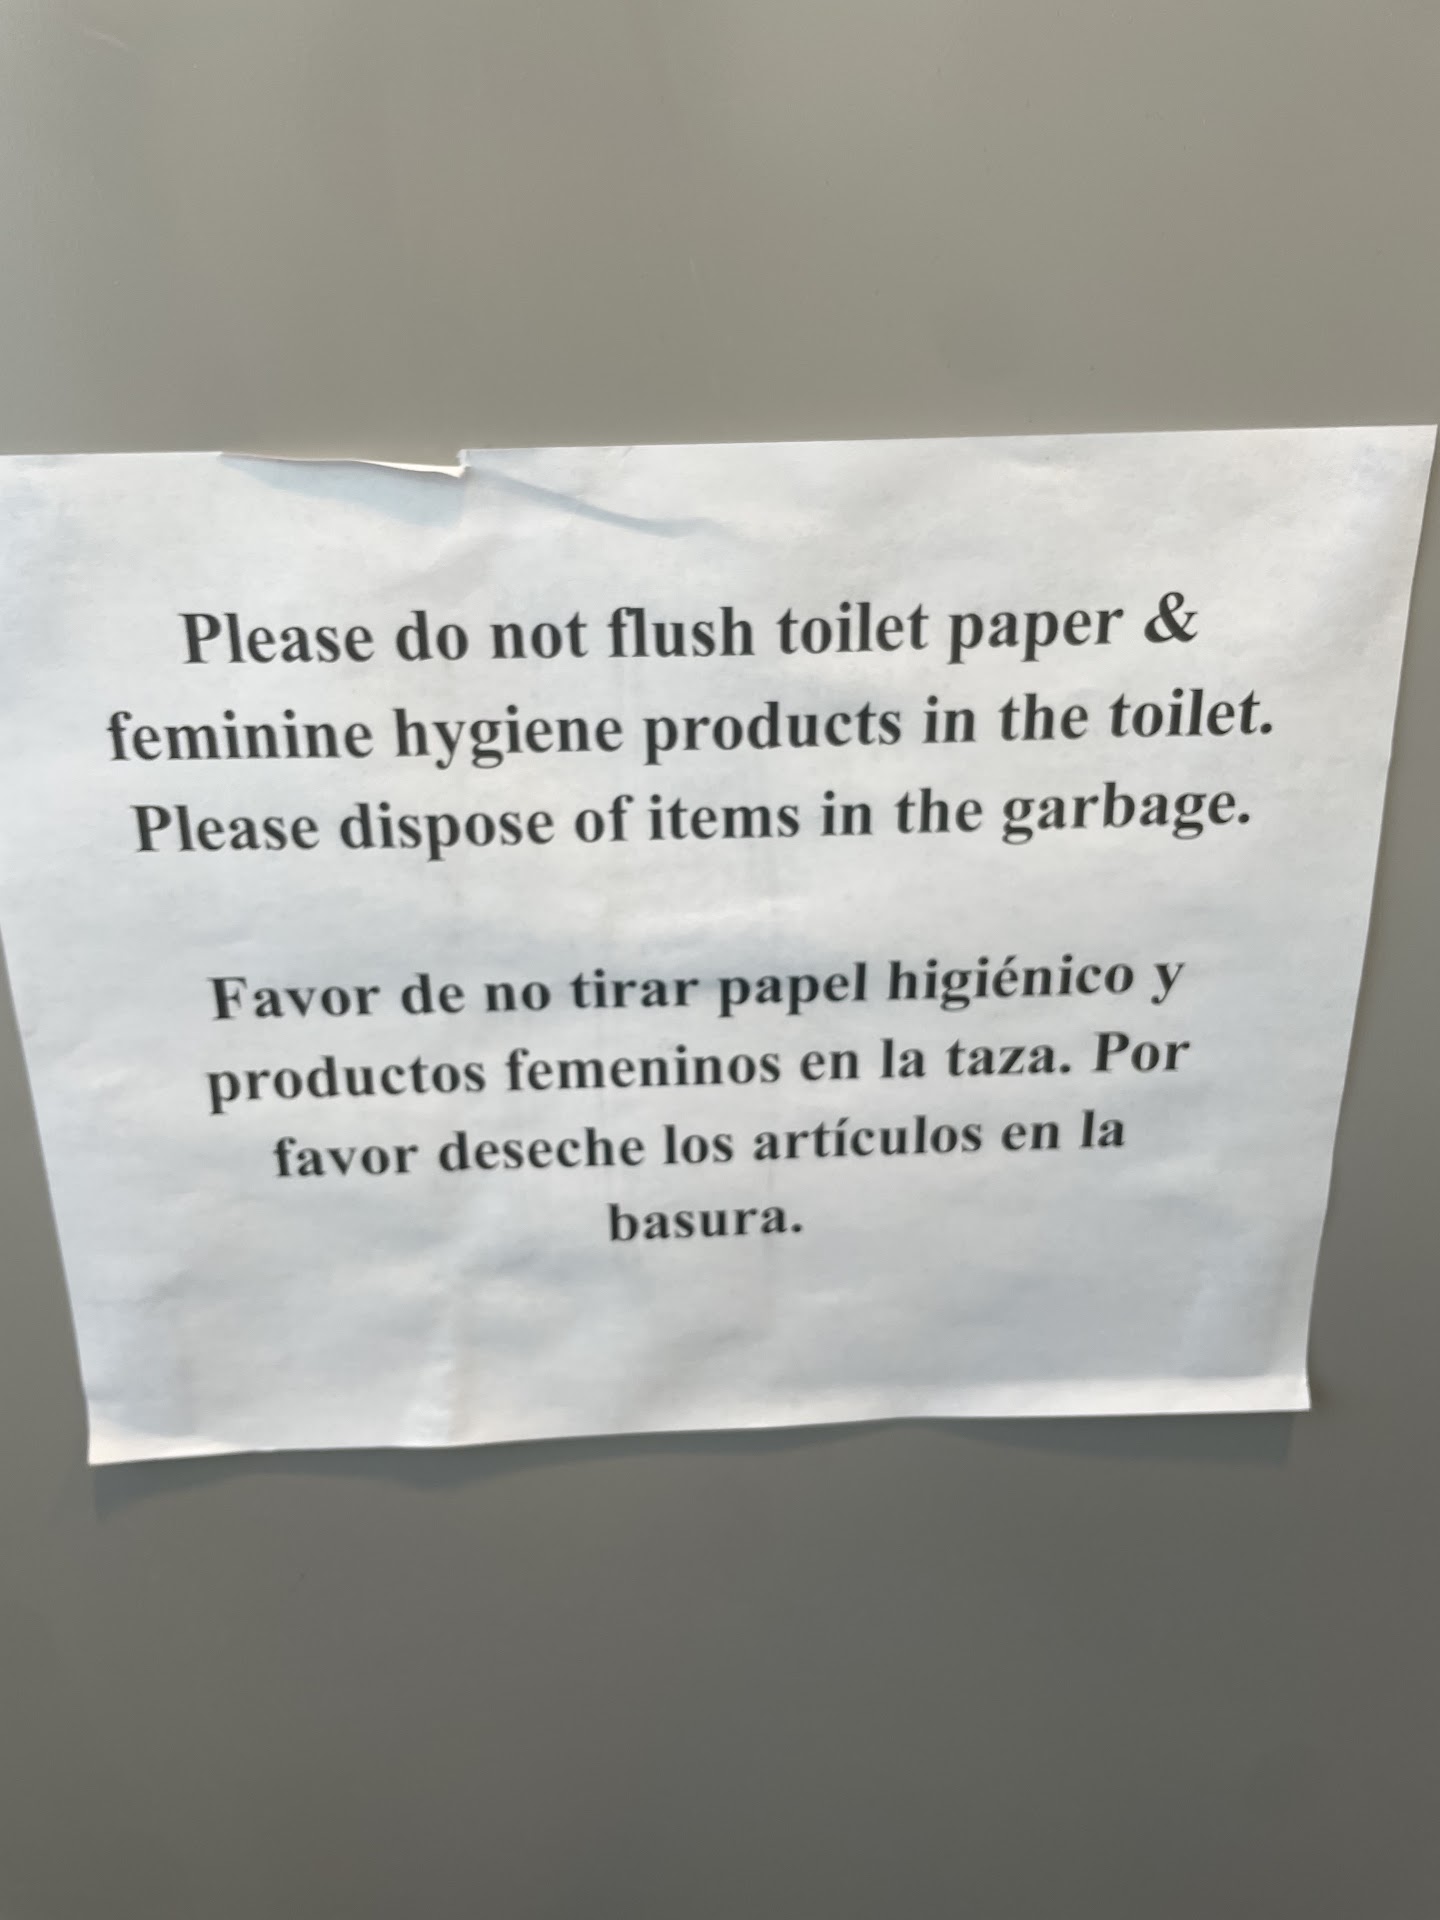 Please do not flush toilet paper &
feminine hygiene products in the toilet.
Please dispose of items in the garbage.
Favor de no tirar papel higiénico y
productos femeninos en la taza. Por
favor deseche los artículos en la
basura.